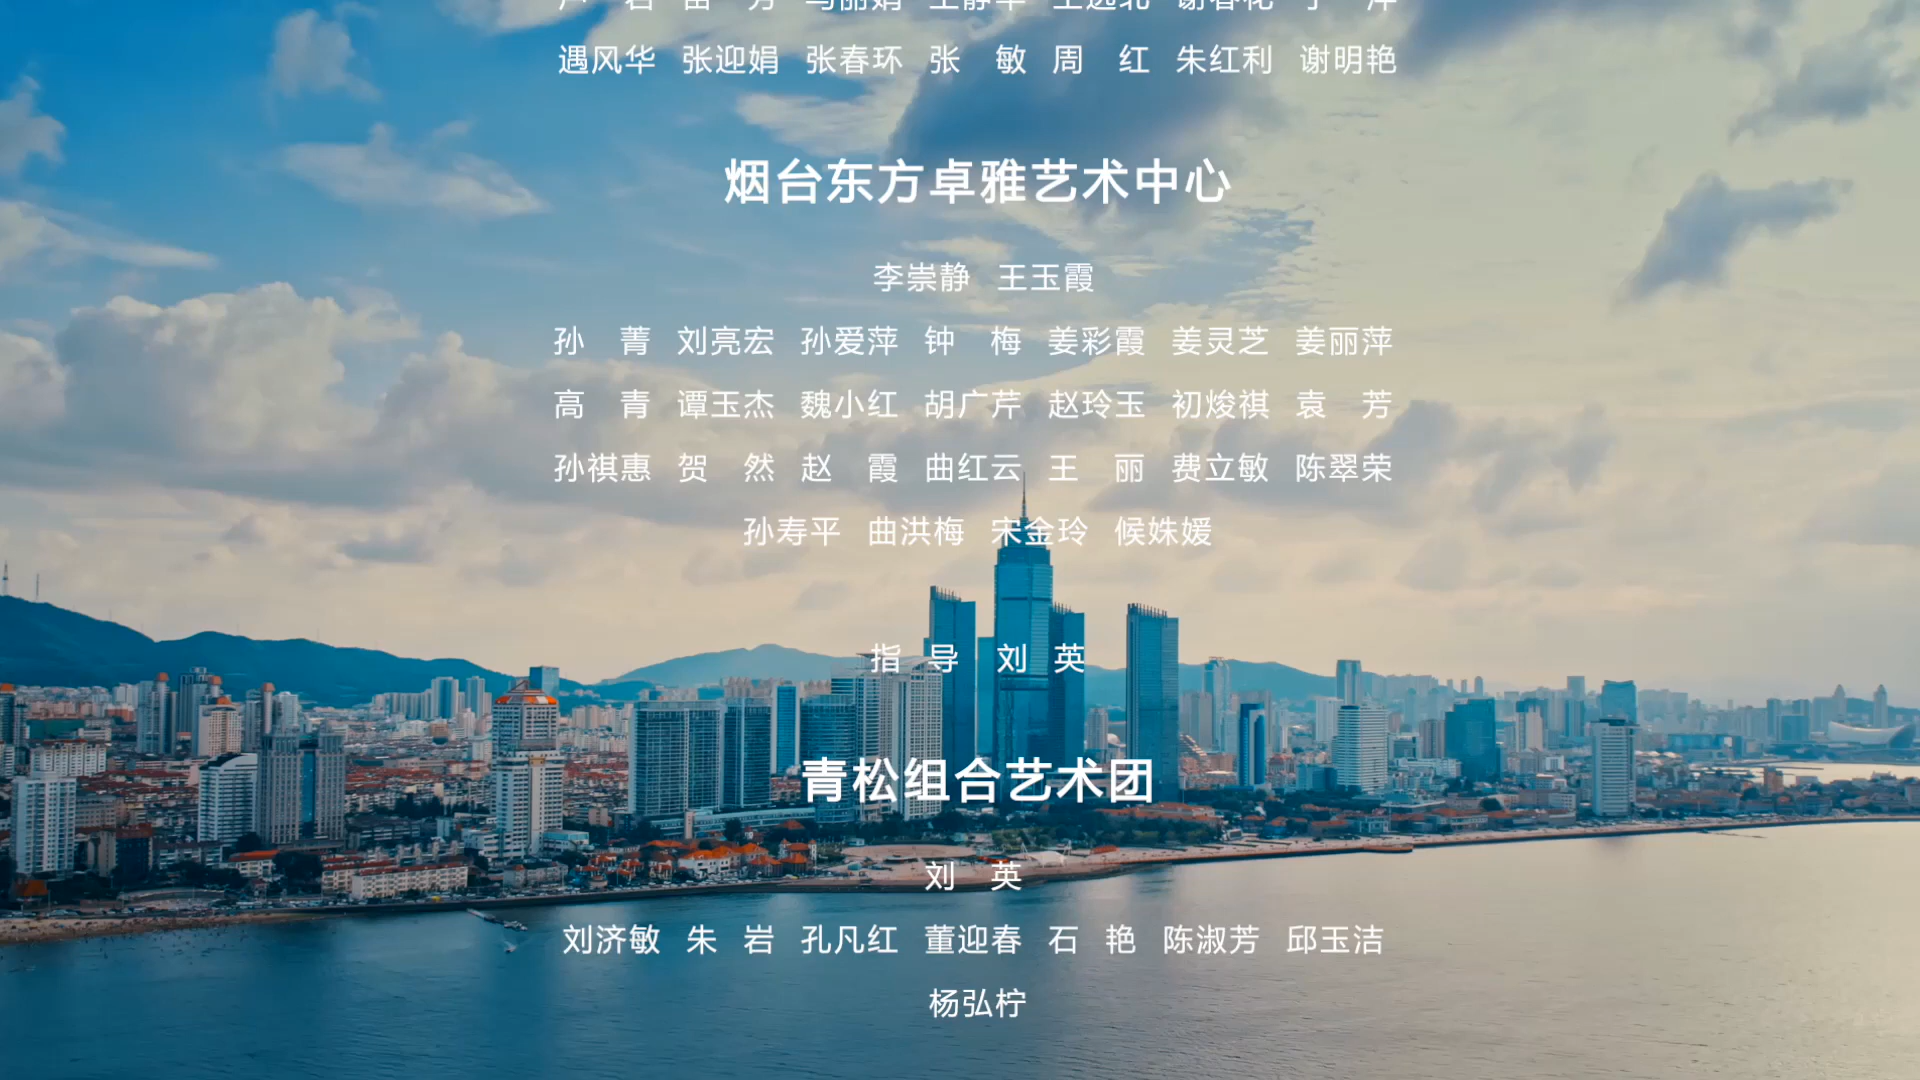 遇风华 张迎娟 张春环 张 敏 周 红 朱红利 谢明艳
烟台东方卓雅艺术中心
李崇静 王玉霞
孙 菁 刘亮宏 孙爱萍 钟 梅 姜彩霞 姜灵芝 姜丽萍
高 青 谭玉杰 魏小红 胡广芹 赵玲玉 初焌祺 袁 芳
孙祺惠 贺 然 赵 霞 曲红云 王 丽 费立敏 陈翠荣
孙寿平 曲洪梅 宋金玲 候姝媛
指 导 刘 英
青松组合艺术团
刘 英
刘济敏 朱 岩 孔凡红 董迎春 石 艳 陈淑芳 邱玉洁
杨弘柠